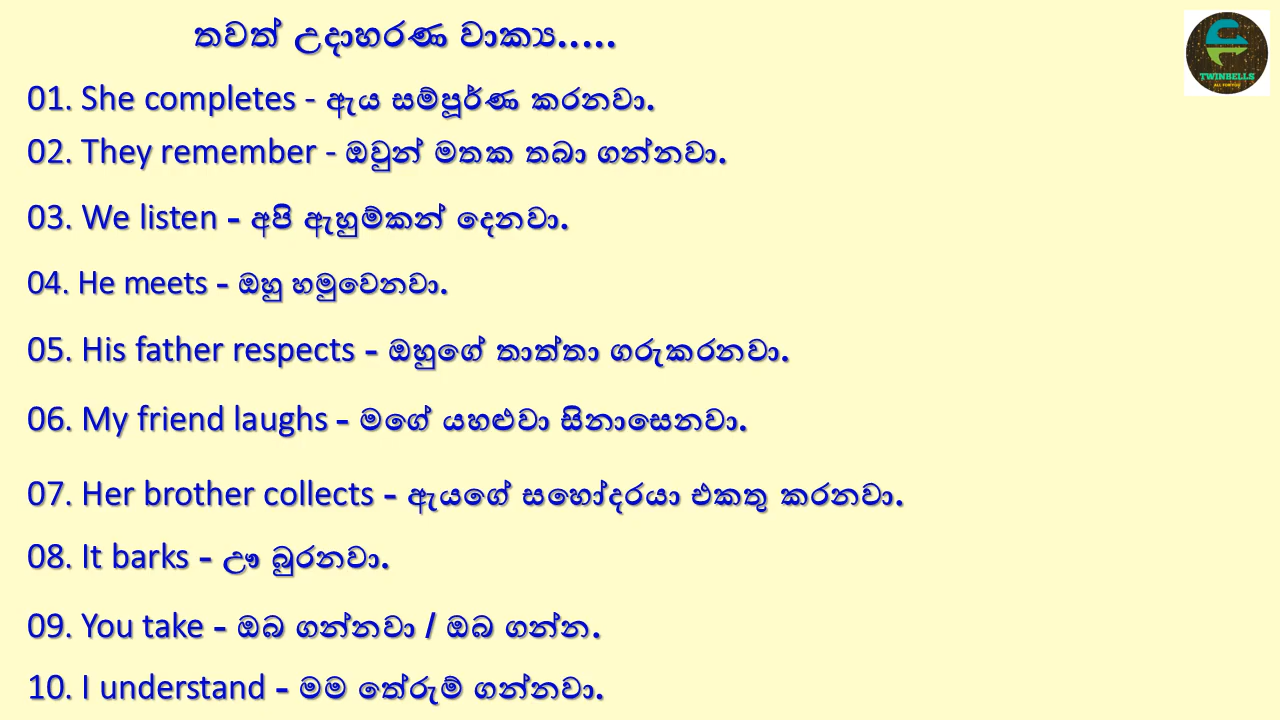 තවත් උදාහරණ වාක්‍ය.....
TWINBELLS
ALL FOR YOU
01. She completes - ඇය සම්පූර්ණ කරනවා.
02. They remember - ඔවුන් මතක තබා ගන්නවා.
03. We listen - අපි ඇහුම්කන් දෙනවා.
04. He meets - ඔහු හමුවෙනවා.
05. His father respects - ඔහුගේ තාත්තා ගරුකරනවා.
06. My friend laughs - මගේ යහළුවා සිනාසෙනවා.
07. Her brother collects - ඇයගේ සහෝදරයා එකතු කරනවා.
08. It barks - ඌ බුරනවා.
09. You take - ඔබ ගන්නවා / ඔබ ගන්න.
10. I understand - මම තේරුම් ගන්නවා.